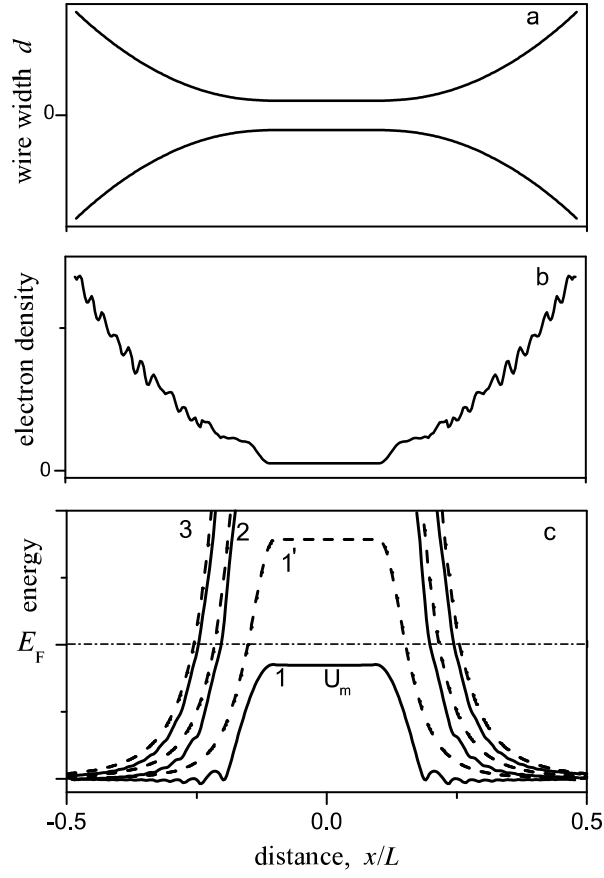 a
wire width d
0
b
electron density
0
3
2
c
1'
energy
E_F
1
U_m
-0.5
0.0
0.5
distance, x/L